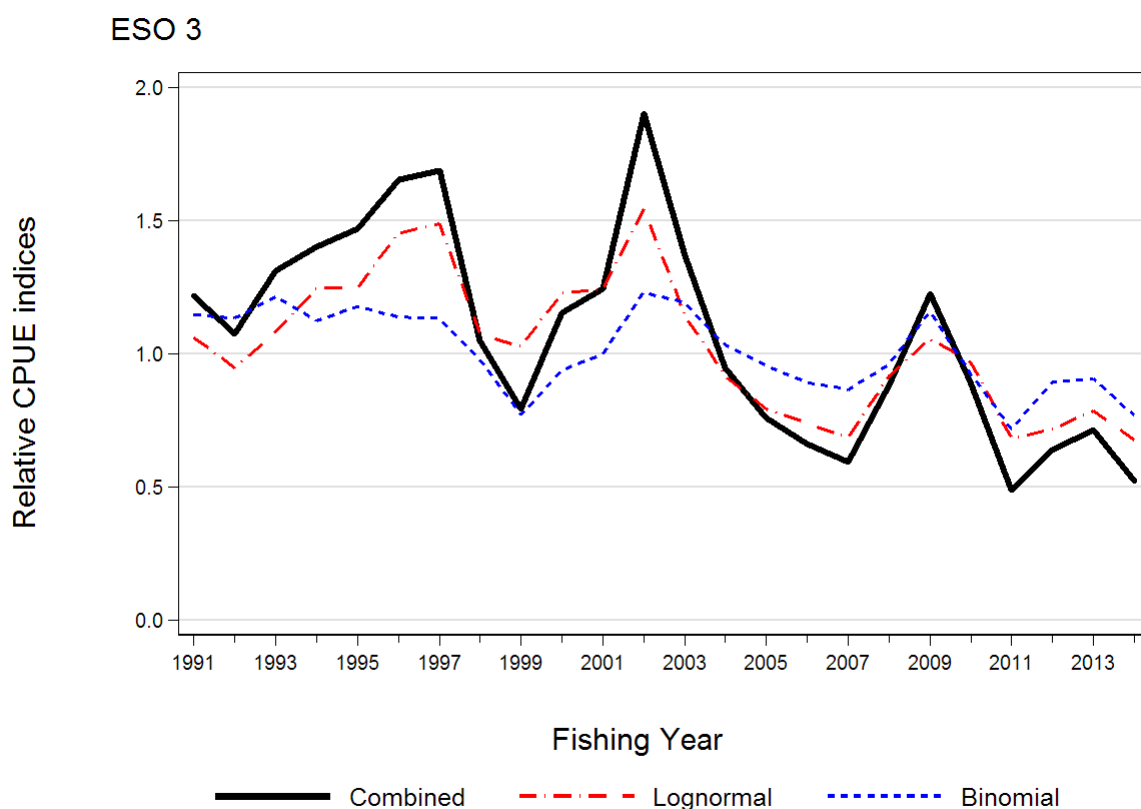 ESO 3
2.0
1.5
1.0
0.5
0.0
Relative CPUE indices
1991 1993 1995 1997 1999 2001 2003 2005 2007 2009 2011 2013
Fishing Year
Combined Lognormal Binomial